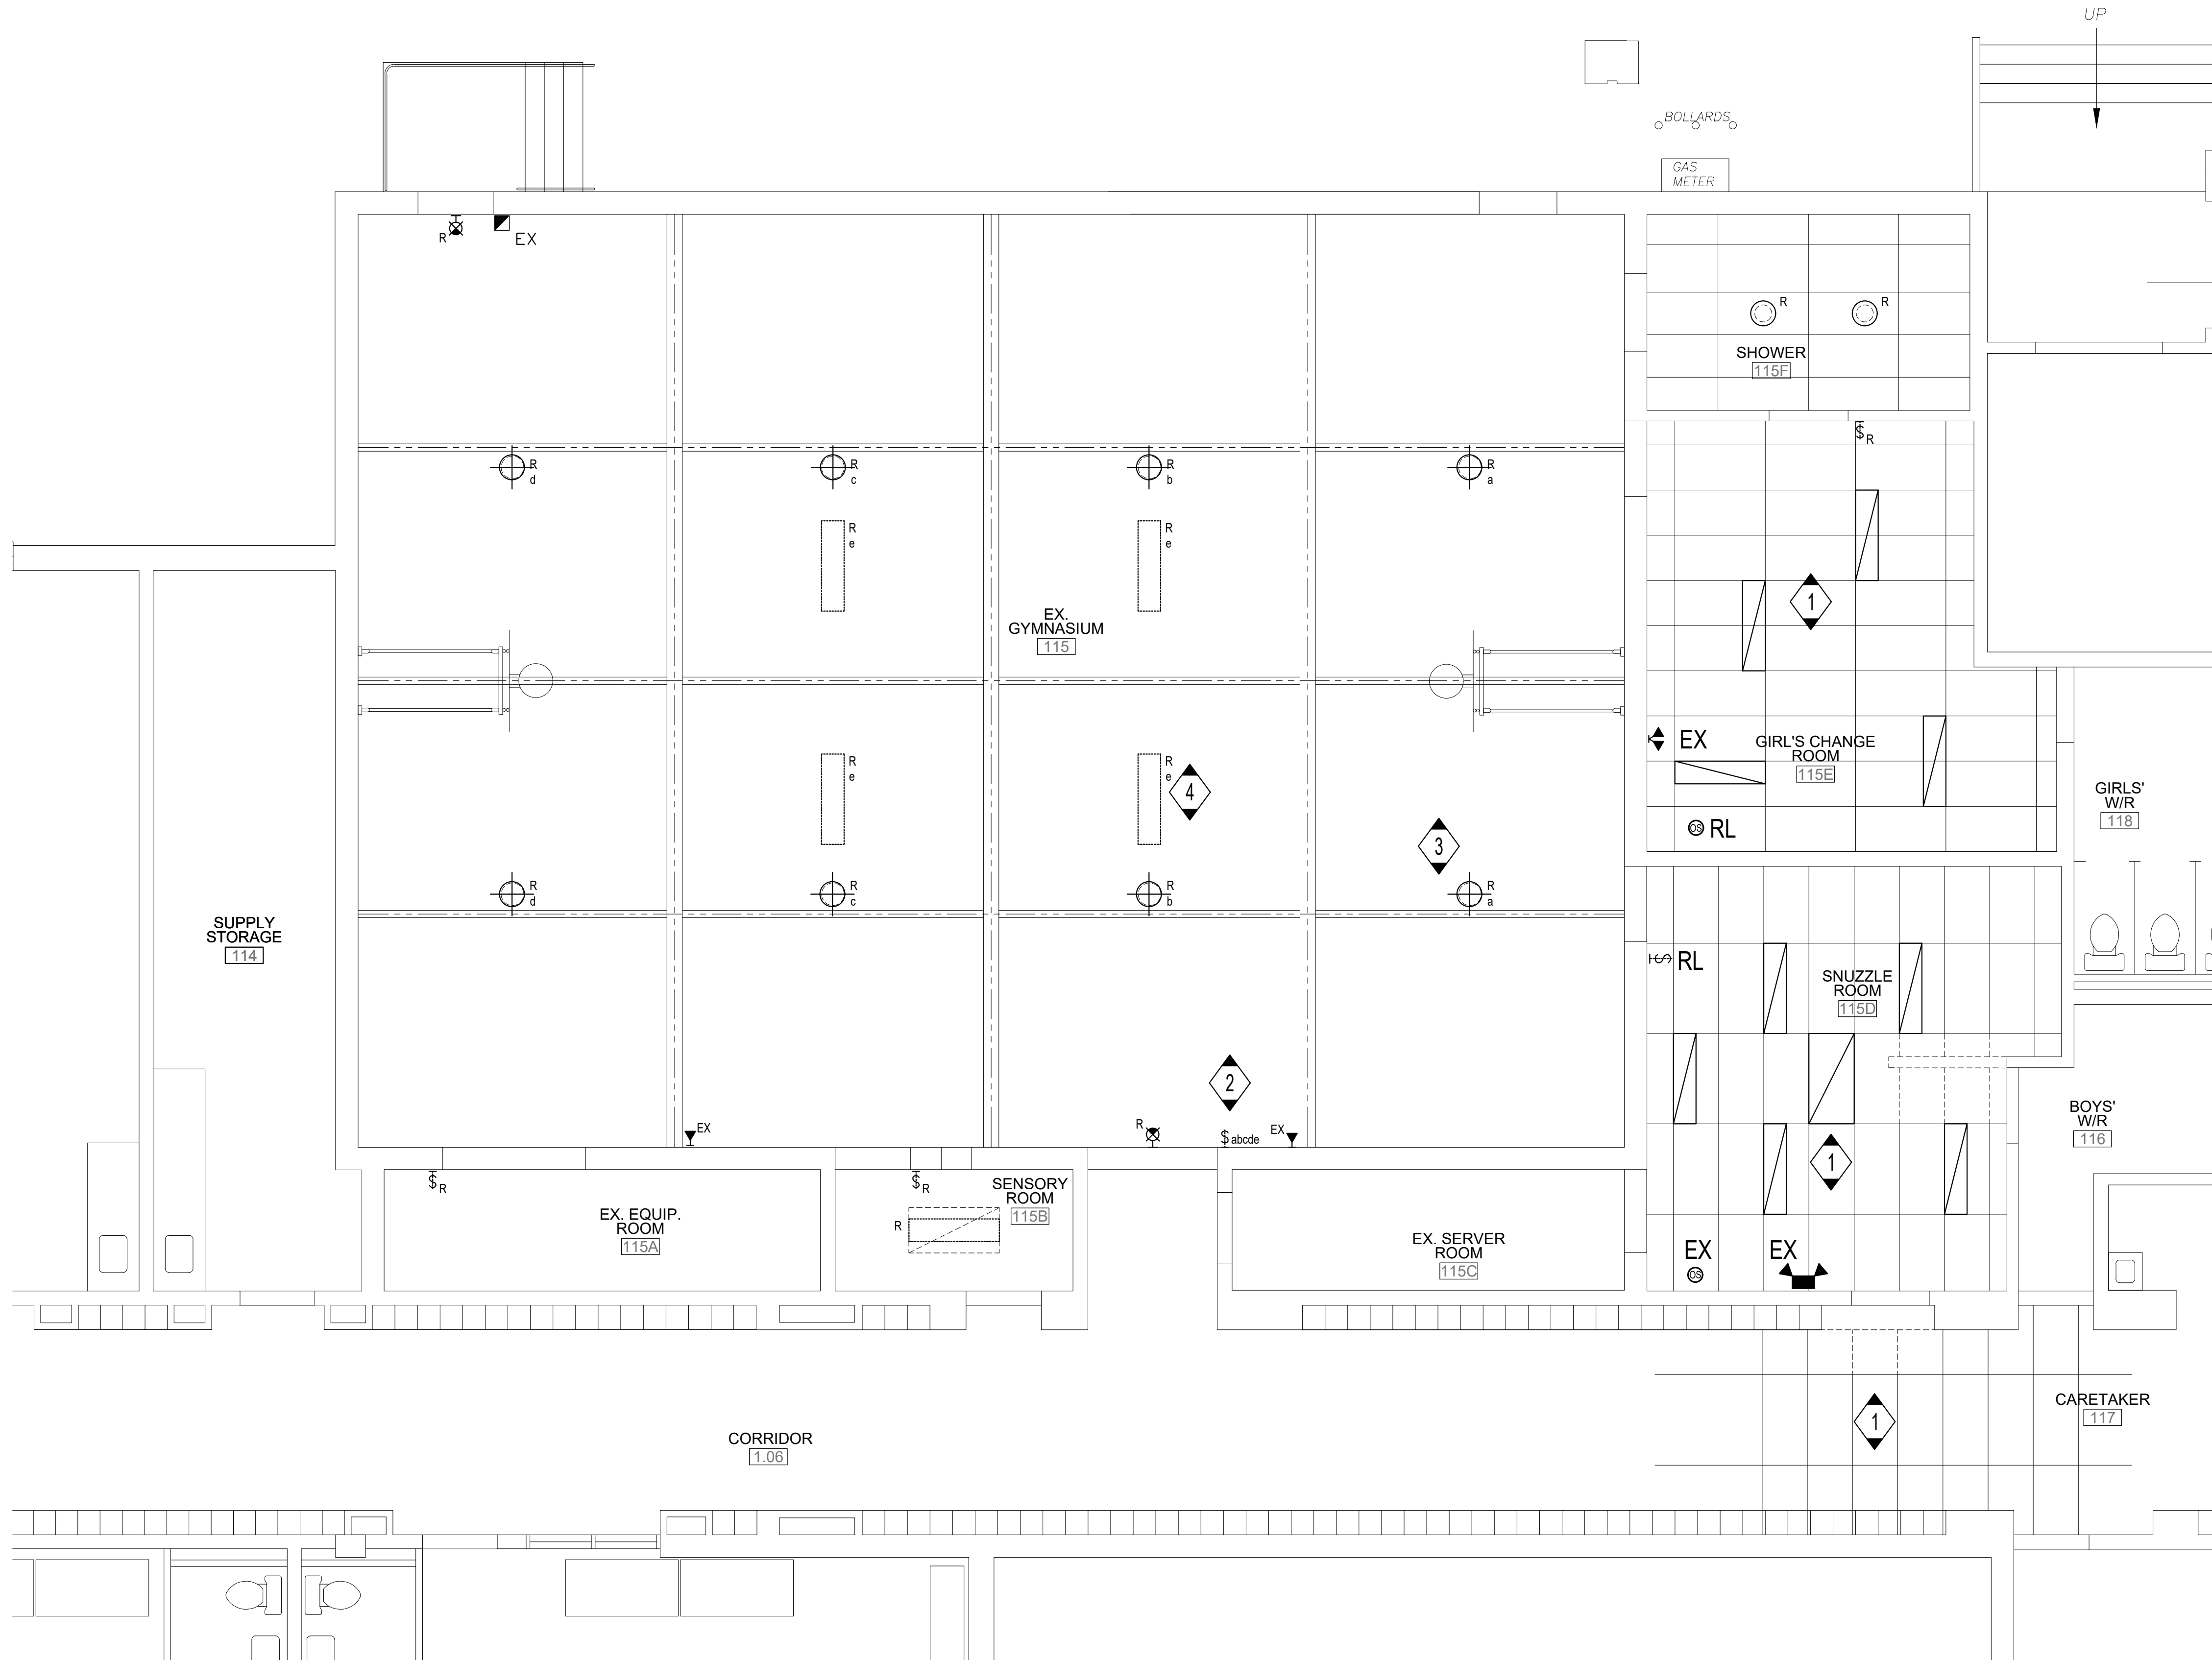 UP
BOLLARDS
GAS
METER
R
EX
R
R
SHOWER
115F
$R
R
d
R
c
R
b
R
a
R
e
R
e
1
EX.
GYMNASIUM
115
EX
GIRL'S CHANGE
ROOM
115E
R
e
R
e
4
GIRLS'
W/R
118
OS
RL
3
R
d
R
c
R
b
R
a
SUPPLY
STORAGE
114
$
RL
SNUZZLE
ROOM
115D
2
EX
R
$abcde
EX
BOYS'
W/R
116
1
$R
$R
SENSORY
ROOM
115B
R
EX. EQUIP.
ROOM
115A
EX. SERVER
ROOM
115C
EX
EX
OS
CORRIDOR
1.06
1
CARETAKER
117